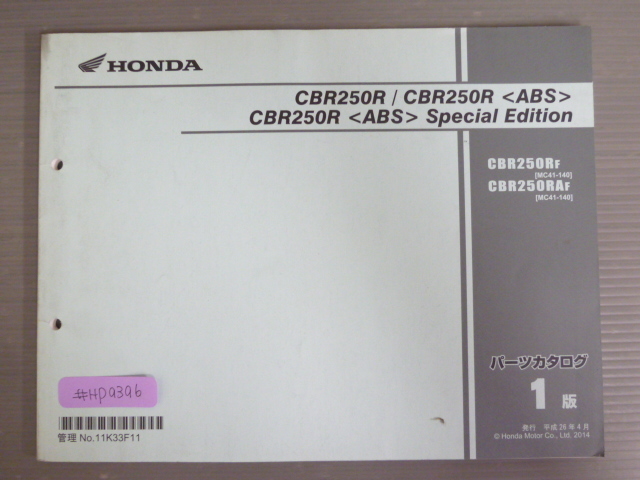 HONDA
CBR250R / CBR250R <ABS>
CBR250R <ABS> Special Edition
CBR250RF
[MC41-140]
CBR250RAF
[MC41-140]
パーツカタログ
1版
発行 平成26年4月
© Honda Motor Co., Ltd. 2014
#HD9396
管理 No.11K33F11